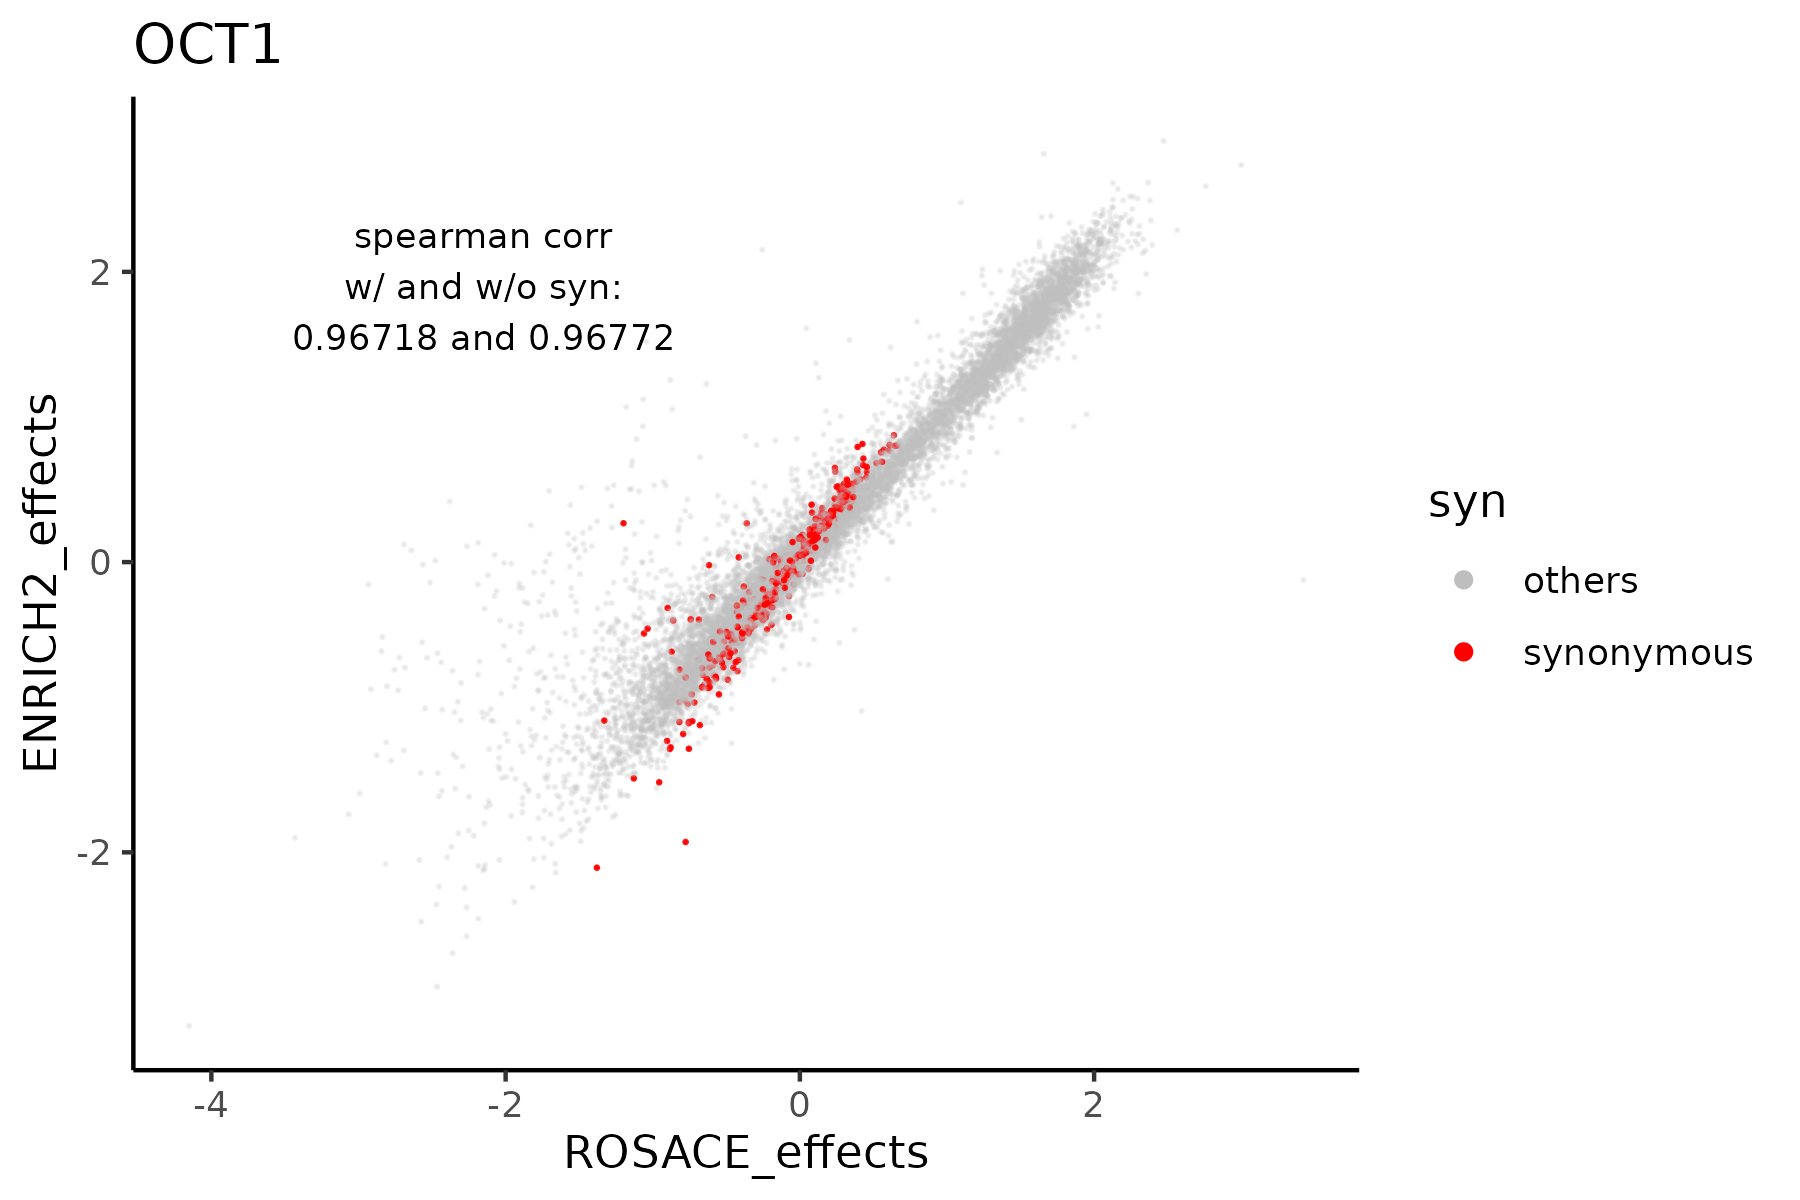 OCT1
spearman corr
w/ and w/o syn:
0.96718 and 0.96772
ENRICH2_effects
2
0
-2
-4
-2
0
2
ROSACE_effects
syn
others
synonymous